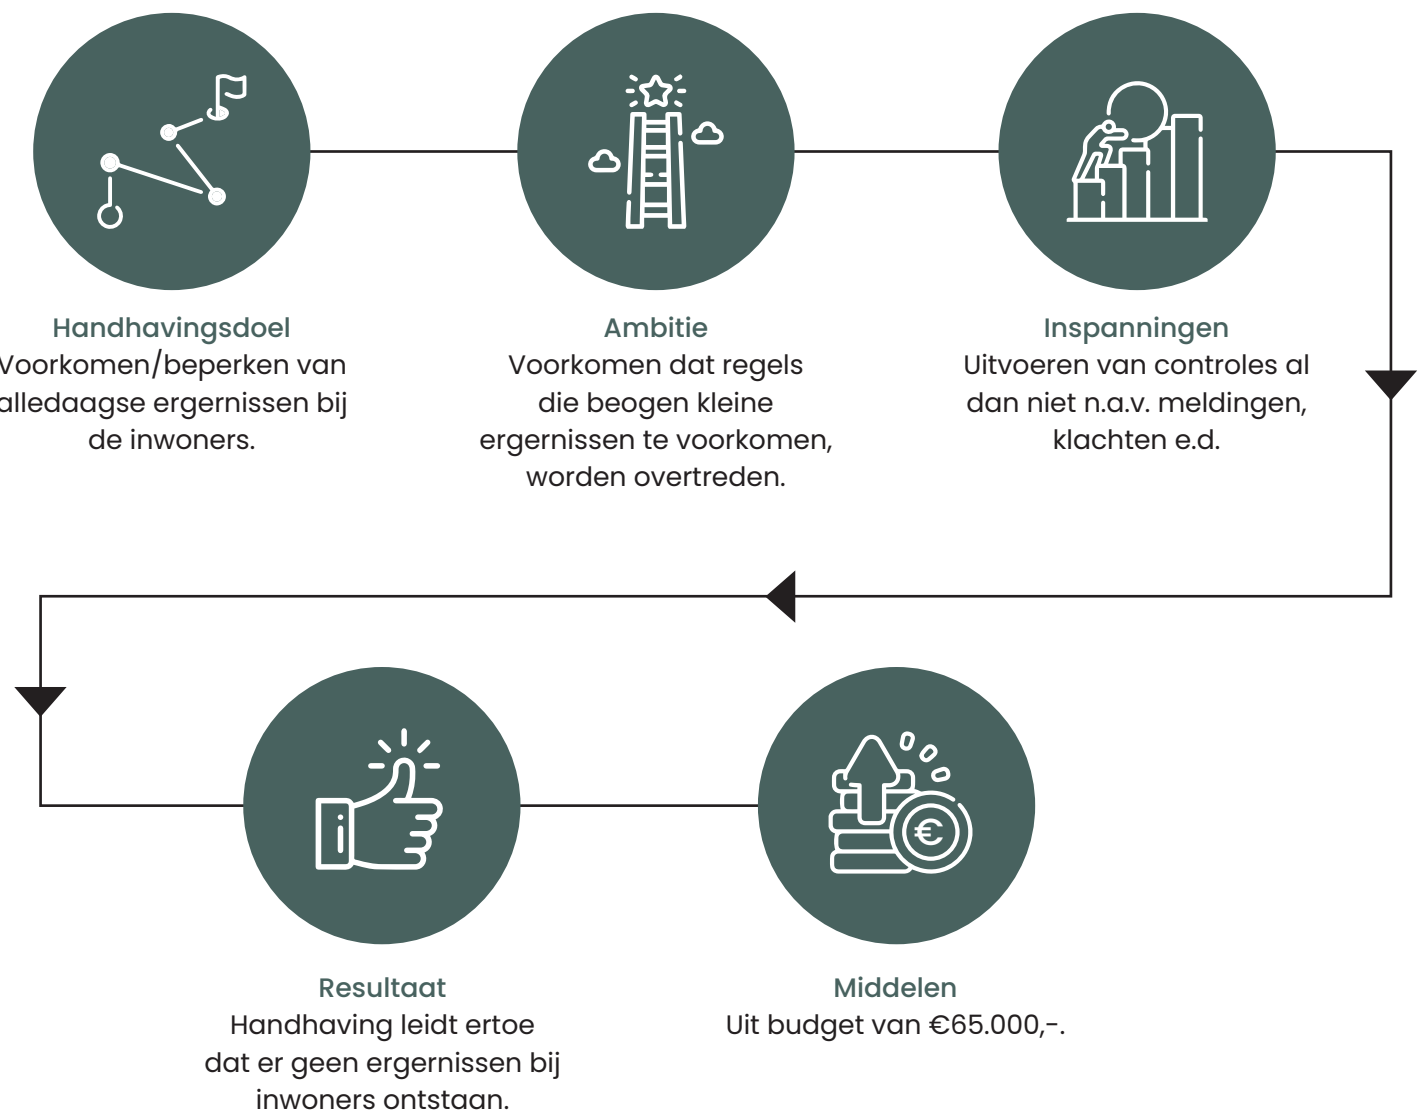 Handhavingsdoel
Voorkomen/beperken van
alledaagse ergernissen bij
de inwoners.
Ambitie
Voorkomen dat regels
die beogen kleine
ergernissen te voorkomen,
worden overtreden.
Inspanningen
Uitvoeren van controles al
dan niet n.a.v. meldingen,
klachten e.d.
Resultaat
Handhaving leidt ertoe
dat er geen ergernissen bij
inwoners ontstaan.
Middelen
Uit budget van €65.000,-.